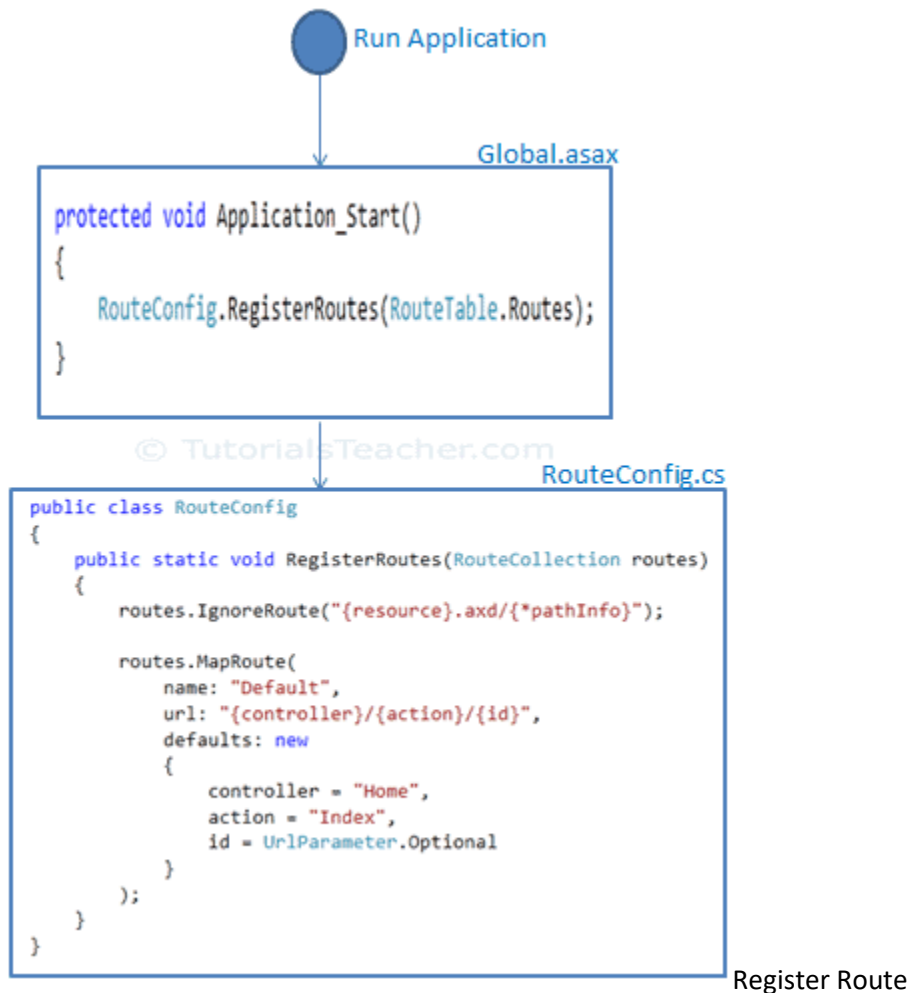 Run Application
Global.asax
protected void Application_Start()
{
RouteConfig.RegisterRoutes(RouteTable.Routes);
}
© TutorialsTeacher.com
RouteConfig.cs
public class RouteConfig
{
public static void RegisterRoutes(RouteCollection routes)
{
routes.IgnoreRoute("{resource}.axd/{*pathInfo}");
routes.MapRoute(
name: "Default",
url: "{controller}/{action}/{id}",
defaults: new
{
controller = "Home",
action = "Index",
id = UrlParameter.Optional
}
);
}
}
Register Route